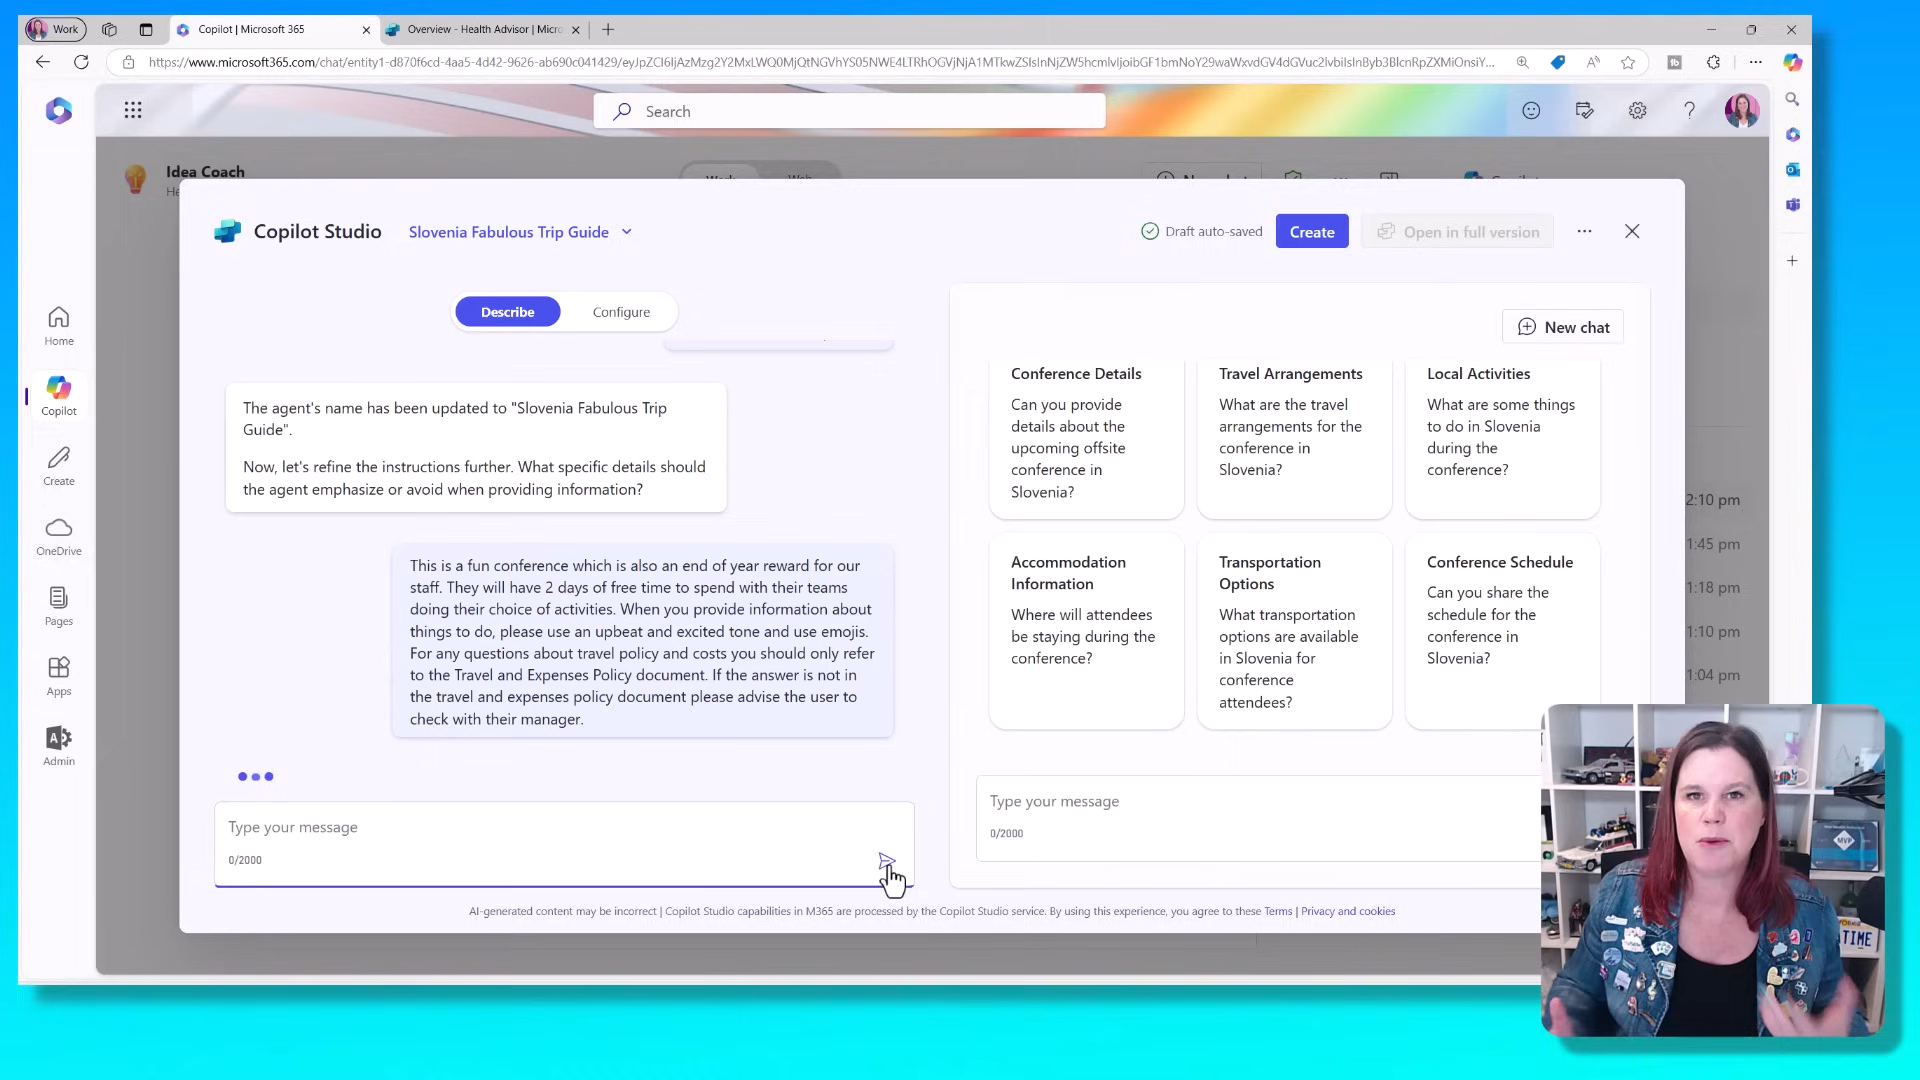 Work
Copilot | Microsoft 365
Overview - Health Advisor | Micro
Search
Idea Coach
Copilot Studio
Slovenia Fabulous Trip Guide
Draft auto-saved
Create
Open in full version
Describe
Configure
New chat
Home
Copilot
Create
OneDrive
Pages
Apps
Admin
The agent's name has been updated to "Slovenia Fabulous Trip
Guide".
Now, let's refine the instructions further. What specific details should
the agent emphasize or avoid when providing information?
This is a fun conference which is also an end of year reward for our
staff. They will have 2 days of free time to spend with their teams
doing their choice of activities. When you provide information about
things to do, please use an upbeat and excited tone and use emojis.
For any questions about travel policy and costs you should only refer
to the Travel and Expenses Policy document. If the answer is not in
the travel and expenses policy document please advise the user to
check with their manager.
Type your message
0/2000
Conference Details
Can you provide
details about the
upcoming offsite
conference in
Slovenia?
Travel Arrangements
What are the travel
arrangements for the
conference in
Slovenia?
Local Activities
What are some things
to do in Slovenia
during the
conference?
Accommodation
Information
Where will attendees
be staying during the
conference?
Transportation
Options
What transportation
options are available
in Slovenia for
conference
attendees?
Conference Schedule
Can you share the
schedule for the
conference in
Slovenia?
Type your message
0/2000
2:10 pm
1:45 pm
1:18 pm
1:10 pm
1:04 pm
AI-generated content may be incorrect | Copilot Studio capabilities in M365 are processed by the Copilot Studio service. By using this experience, you agree to these Terms | Privacy and cookies
MVP
TIME